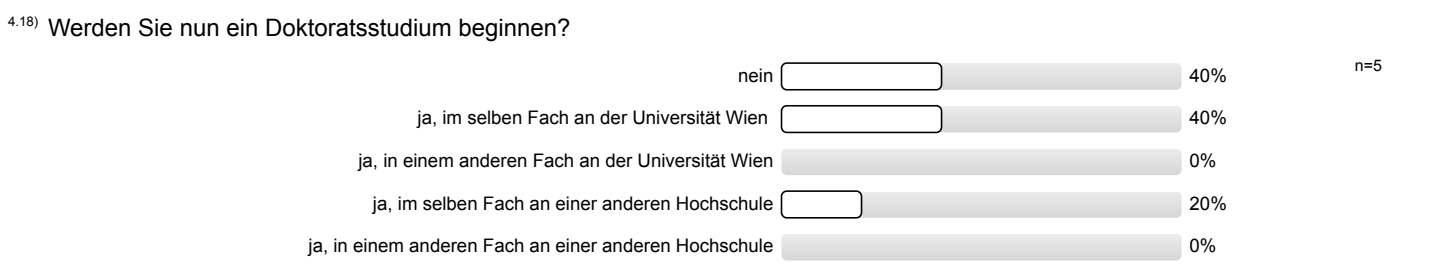 4.18) Werden Sie nun ein Doktoratsstudium beginnen?
nein 40% n=5
ja, im selben Fach an der Universität Wien 40%
ja, in einem anderen Fach an der Universität Wien 0%
ja, im selben Fach an einer anderen Hochschule 20%
ja, in einem anderen Fach an einer anderen Hochschule 0%